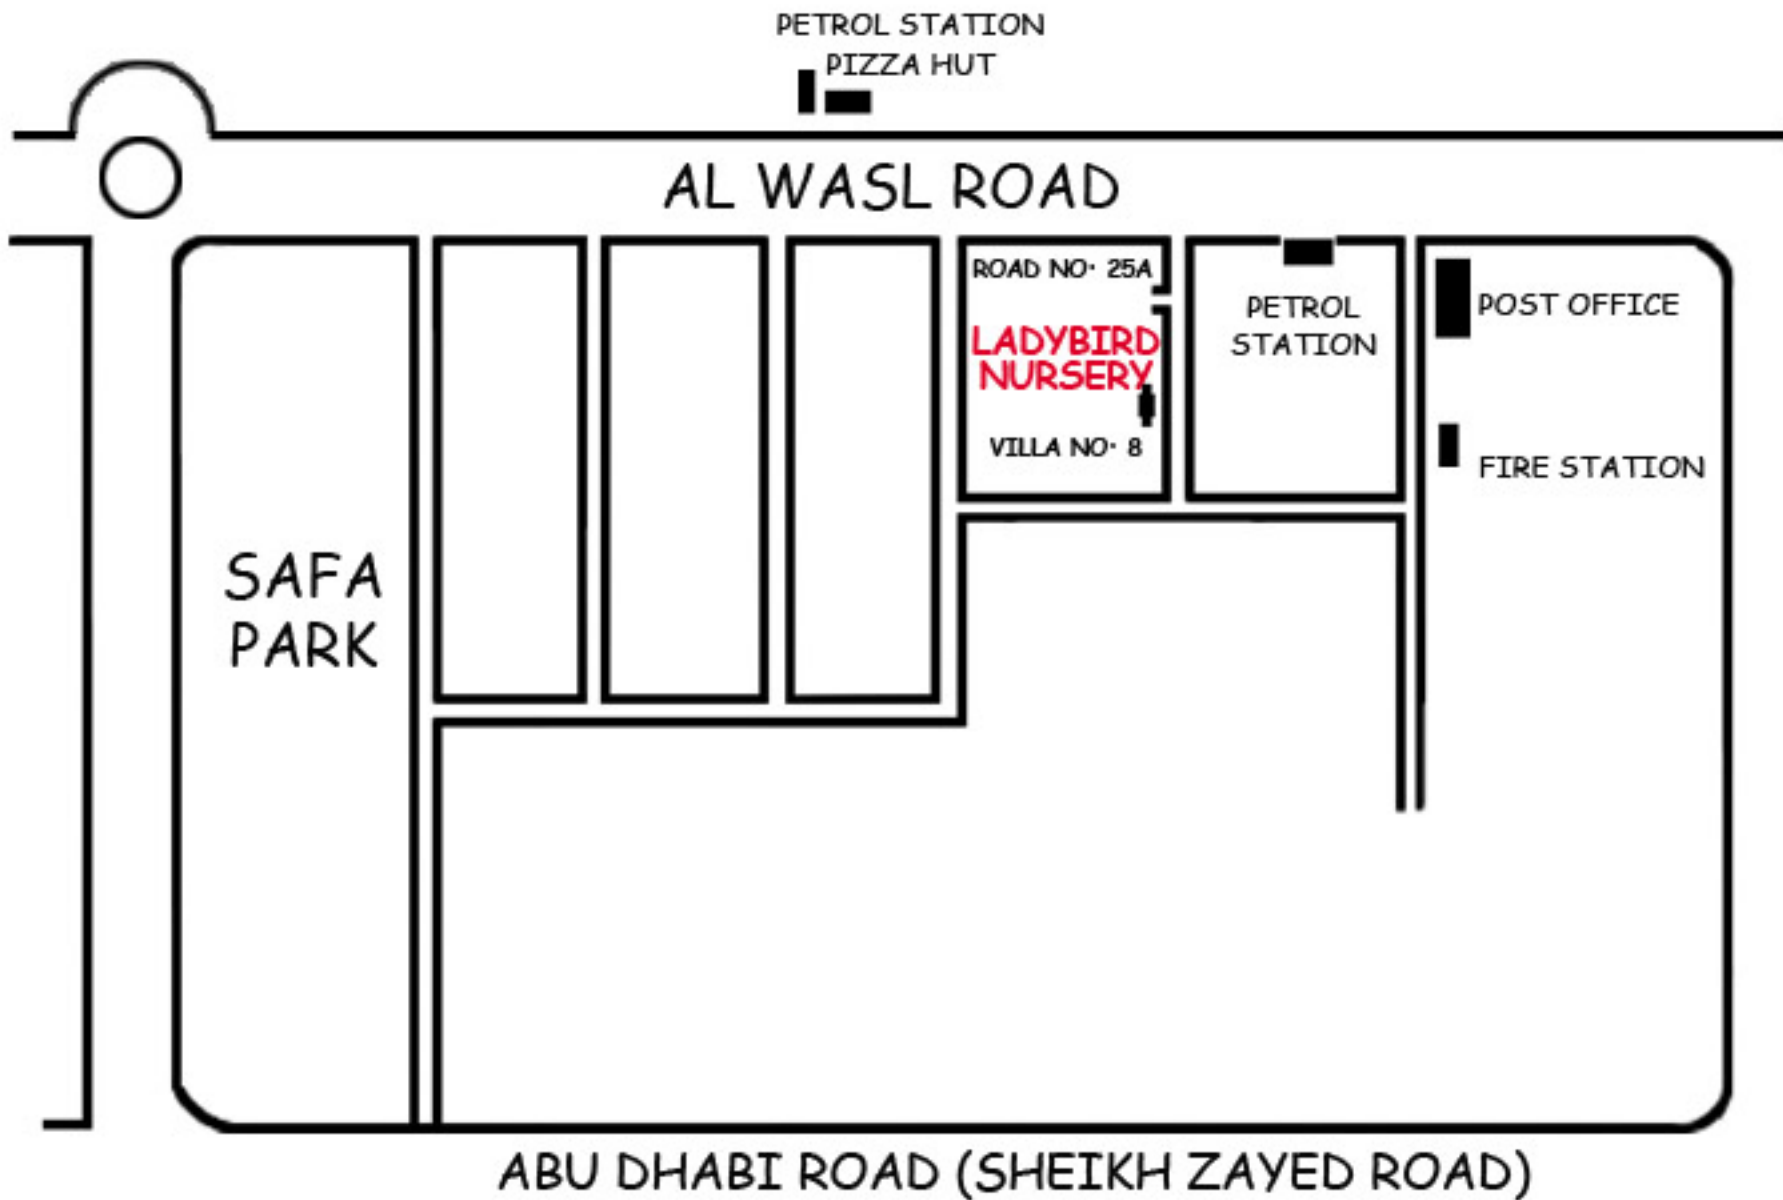 PETROL STATION
PIZZA HUT
AL WASL ROAD
ROAD NO. 25A
LADYBIRD
NURSERY
VILLA NO. 8
PETROL
STATION
POST OFFICE
FIRE STATION
SAFA
PARK
ABU DHABI ROAD (SHEIKH ZAYED ROAD)